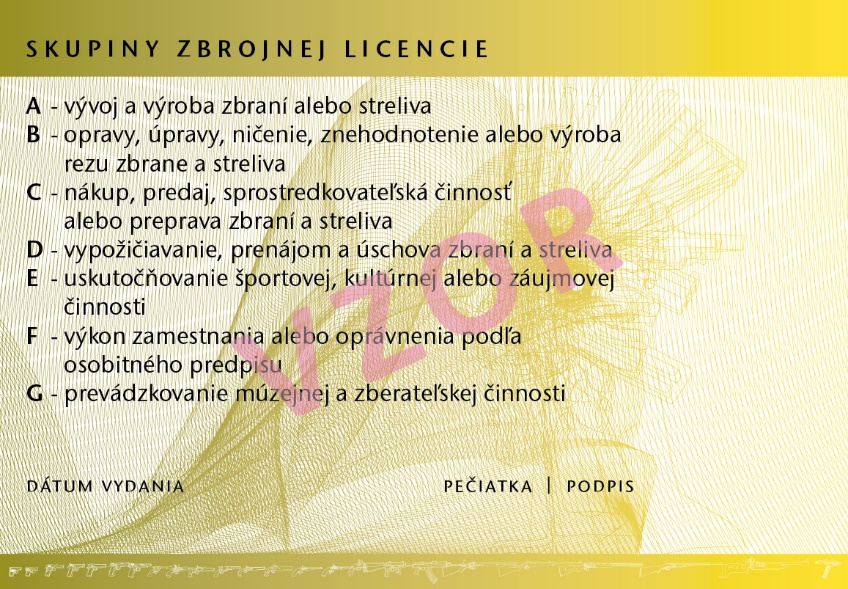 SKUPINY ZBROJNEJ LICENCIE
A - vývoj a výroba zbraní alebo streliva
B - opravy, úpravy, ničenie, znehodnotenie alebo výroba
rezu zbrane a streliva
C - nákup, predaj, sprostredkovateľská činnosť
alebo preprava zbraní a streliva
D - vypožičiavanie, prenájom a úschova zbraní a streliva
E - uskutočňovanie športovej, kultúrnej alebo záujmovej
činnosti
F - výkon zamestnania alebo oprávnenia podľa
osobitného predpisu
G - prevádzkovanie múzejnej a zberateľskej činnosti
VZOR
DÁTUM VYDANIA
PEČIATKA | PODPIS